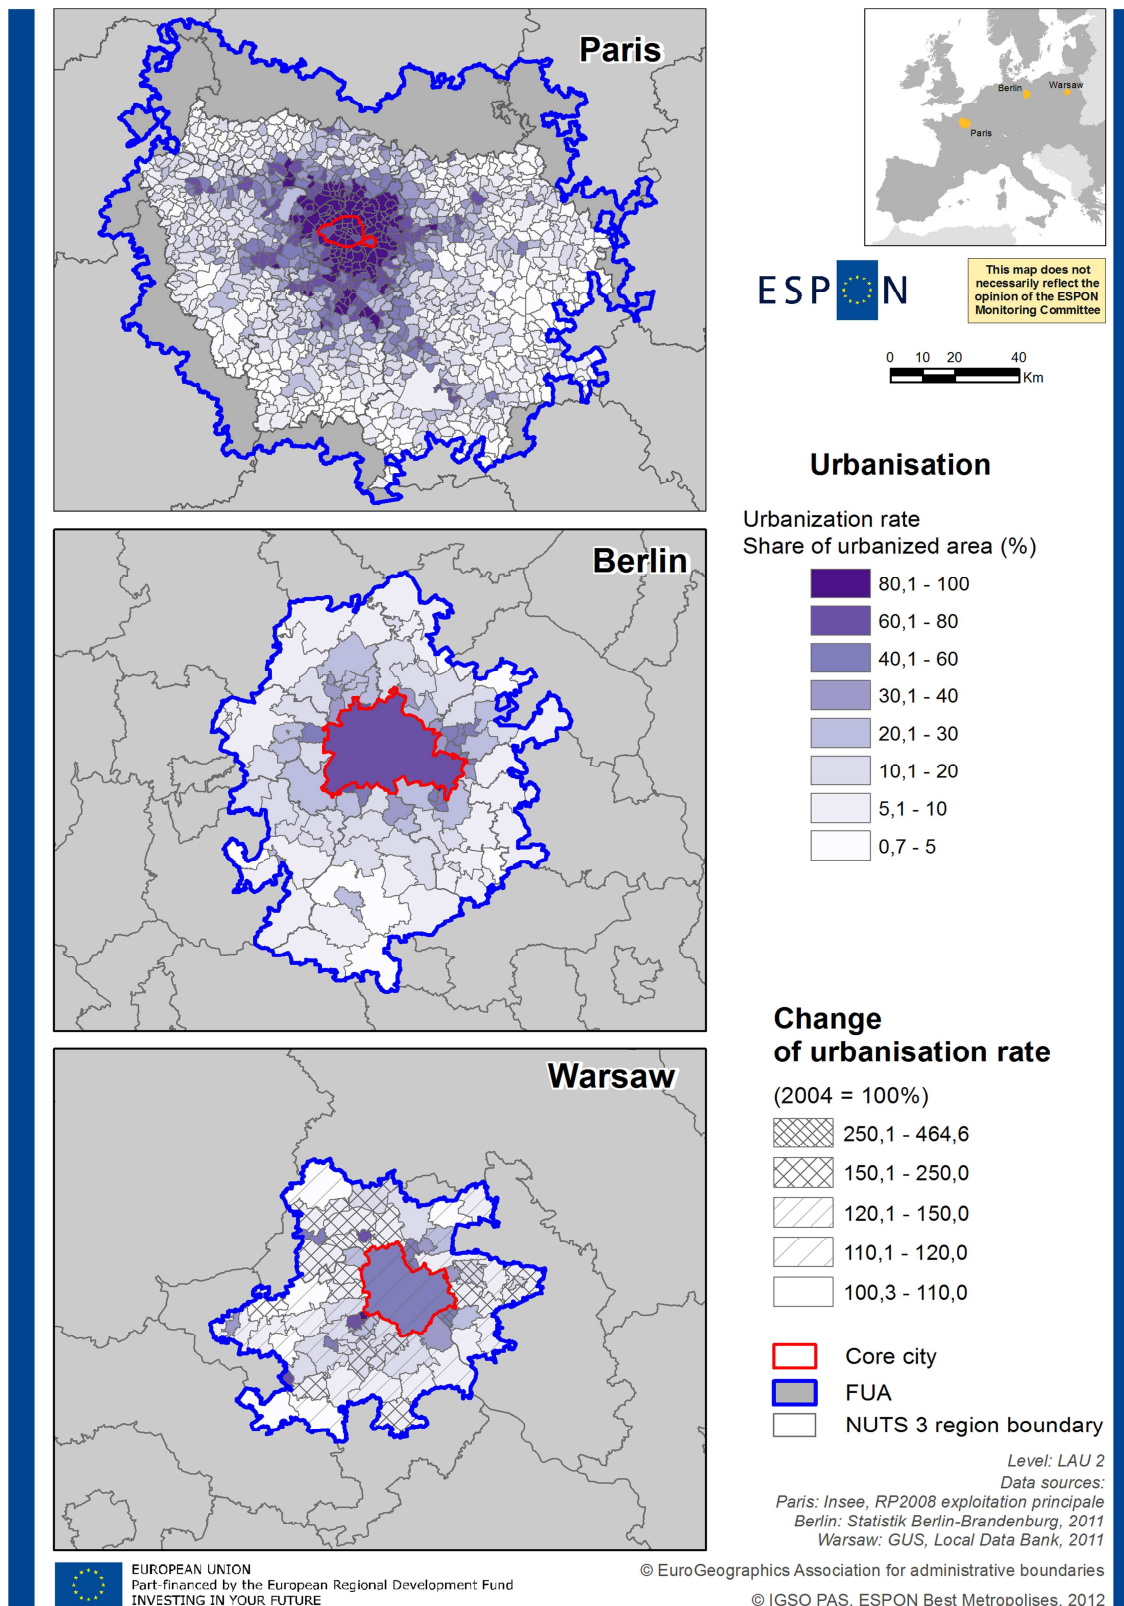 Paris
Berlin
Warsaw
Paris
ESPON
This map does not
necessarily reflect the
opinion of the ESPON
Monitoring Committee
0 10 20 40
Km
Urbanisation
Urbanization rate
Share of urbanized area (%)
80,1 - 100
60,1 - 80
40,1 - 60
30,1 - 40
20,1 - 30
10,1 - 20
5,1 - 10
0,7 - 5
Berlin
Change
of urbanisation rate
(2004 = 100%)
250,1 - 464,6
150,1 - 250,0
120,1 - 150,0
110,1 - 120,0
100,3 - 110,0
Warsaw
Core city
FUA
NUTS 3 region boundary
Level: LAU 2
Data sources:
Paris: Insee, RP2008 exploitation principale
Berlin: Statistik Berlin-Brandenburg, 2011
Warsaw: GUS, Local Data Bank, 2011
EUROPEAN UNION
Part-financed by the European Regional Development Fund
INVESTING IN YOUR FUTURE
© EuroGeographics Association for administrative boundaries
© IGSO PAS, ESPON Best Metropolises, 2012